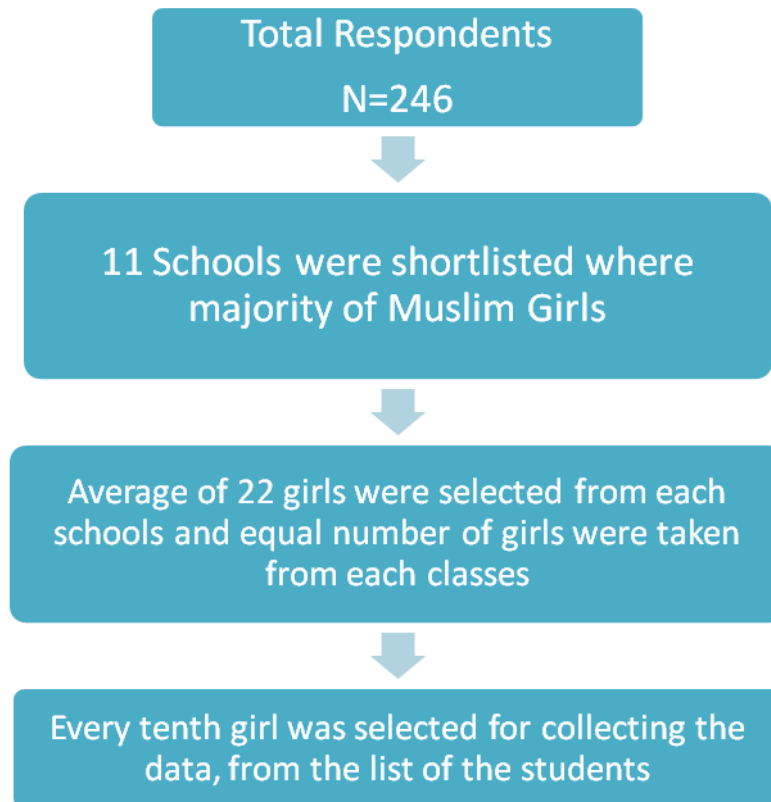 Total Respondents
N=246
11 Schools were shortlisted where
majority of Muslim Girls
Average of 22 girls were selected from each
schools and equal number of girls were taken
from each classes
Every tenth girl was selected for collecting the
data, from the list of the students